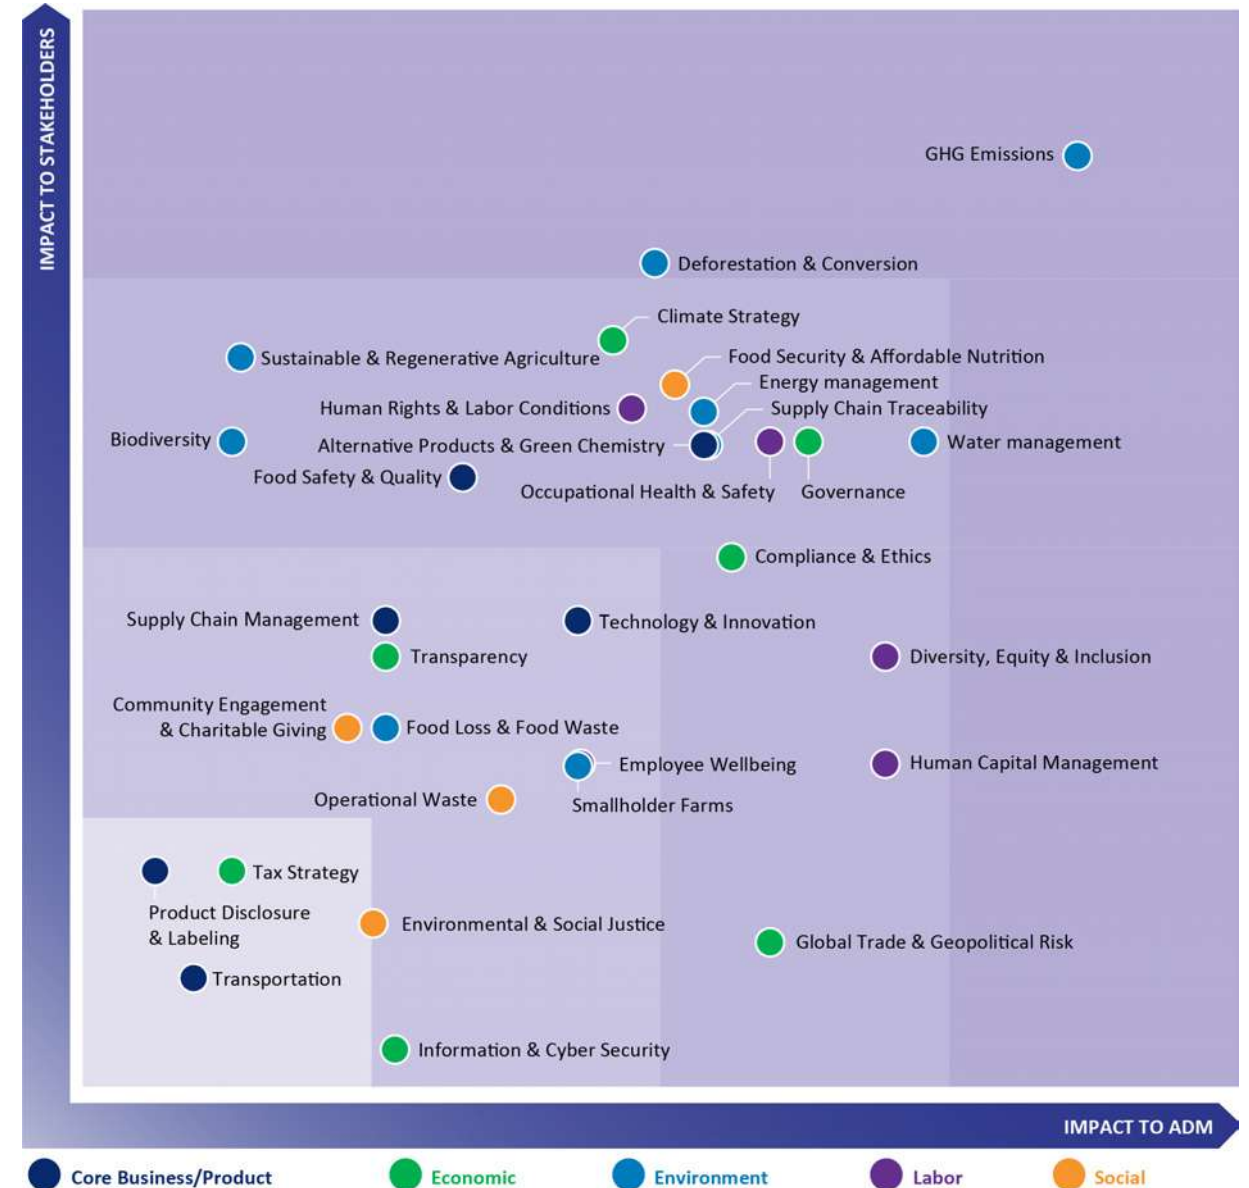 IMPACT TO STAKEHOLDERS
GHG Emissions
Deforestation & Conversion
Climate Strategy
Sustainable & Regenerative Agriculture
Food Security & Affordable Nutrition
Energy management
Human Rights & Labor Conditions
Supply Chain Traceability
Biodiversity
Alternative Products & Green Chemistry
Water management
Food Safety & Quality
Occupational Health & Safety
Governance
Compliance & Ethics
Supply Chain Management
Technology & Innovation
Transparency
Diversity, Equity & Inclusion
Community Engagement
& Charitable Giving
Food Loss & Food Waste
Employee Wellbeing
Human Capital Management
Operational Waste
Smallholder Farms
Tax Strategy
Product Disclosure
& Labeling
Environmental & Social Justice
Global Trade & Geopolitical Risk
Transportation
Information & Cyber Security
IMPACT TO ADM
Core Business/Product
Economic
Environment
Labor
Social